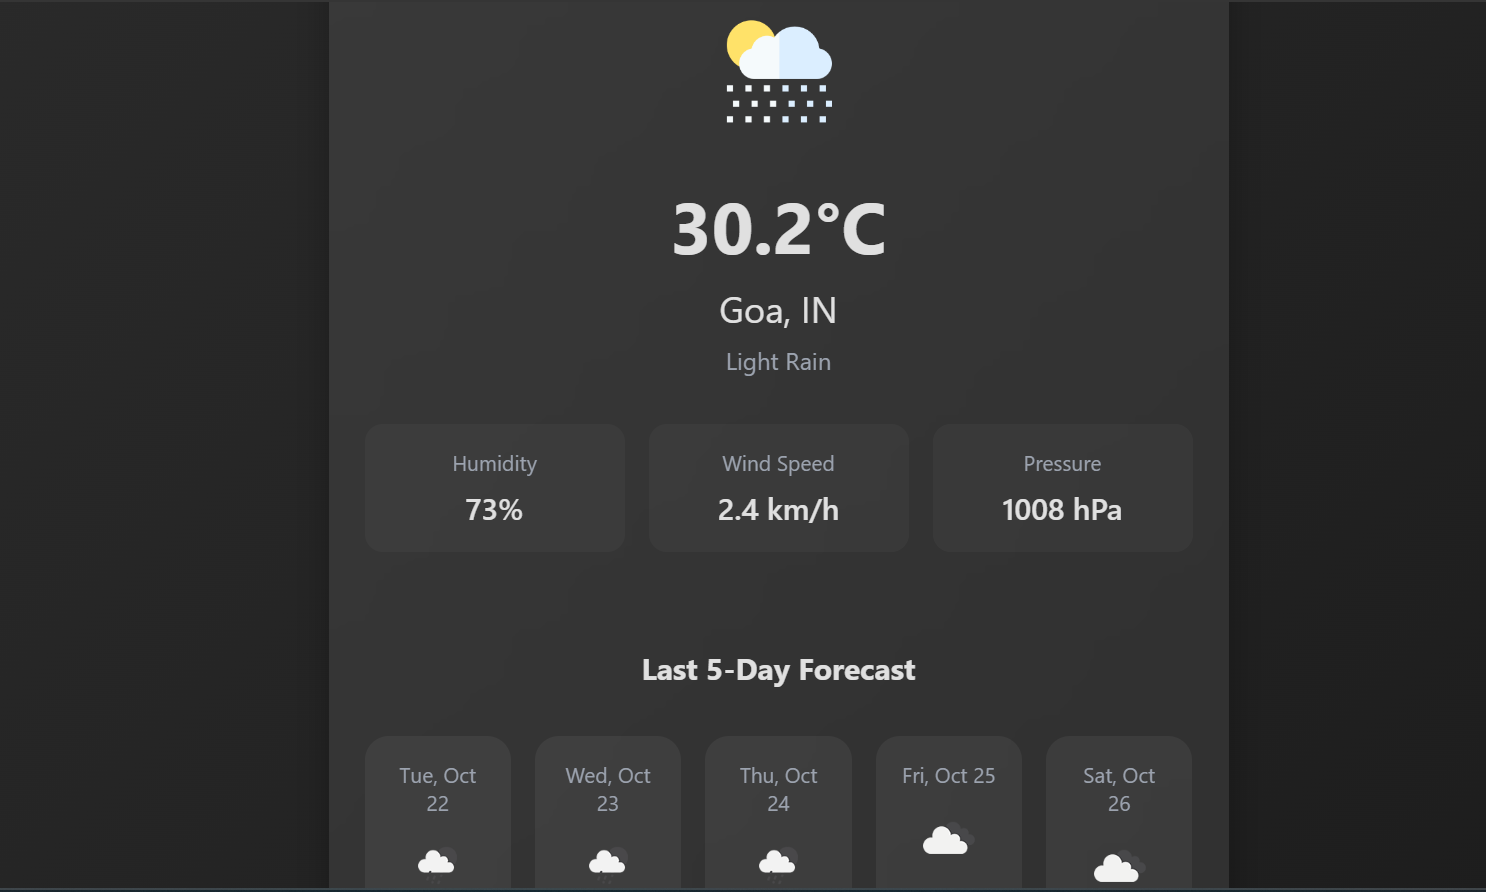 30.2°C
Goa, IN
Light Rain
Humidity
73%
Wind Speed
2.4 km/h
Pressure
1008 hPa
Last 5-Day Forecast
Tue, Oct
22
Wed, Oct
23
Thu, Oct
24
Fri, Oct 25
Sat, Oct
26